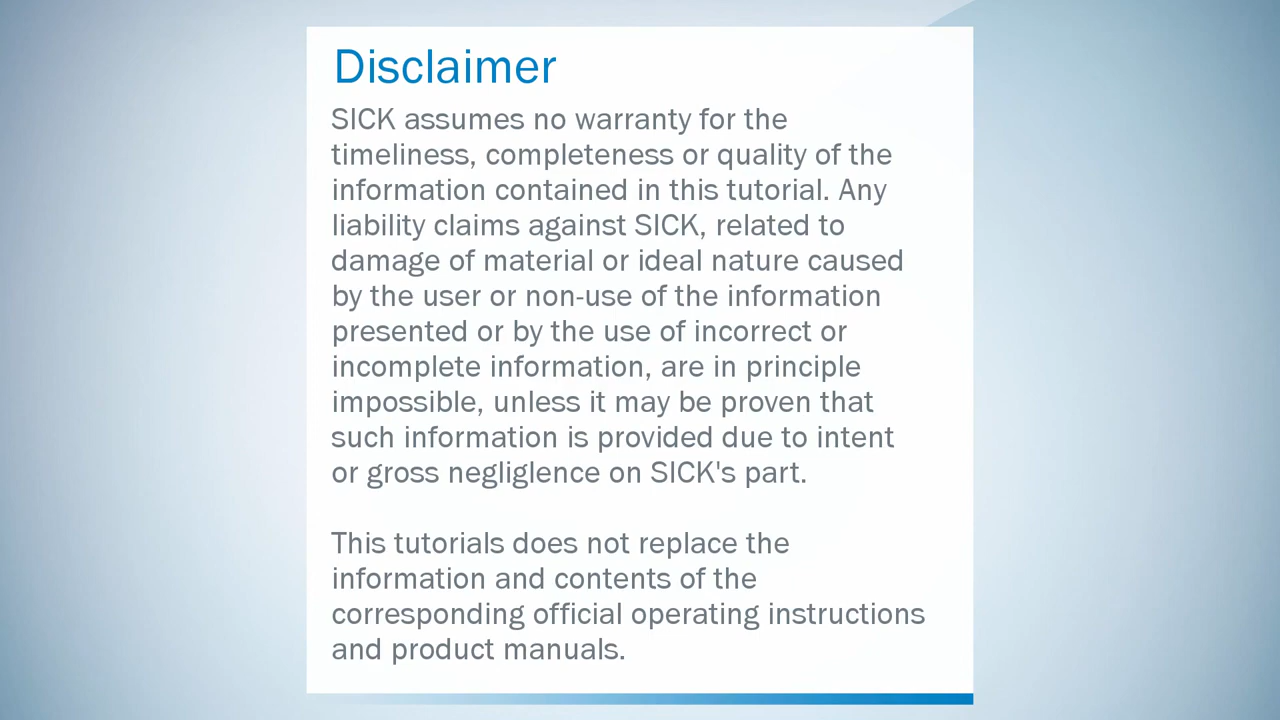 Disclaimer
SICK assumes no warranty for the
timeliness, completeness or quality of the
information contained in this tutorial. Any
liability claims against SICK, related to
damage of material or ideal nature caused
by the user or non-use of the information
presented or by the use of incorrect or
incomplete information, are in principle
impossible, unless it may be proven that
such information is provided due to intent
or gross negliglence on SICK's part.
This tutorials does not replace the
information and contents of the
corresponding official operating instructions
and product manuals.